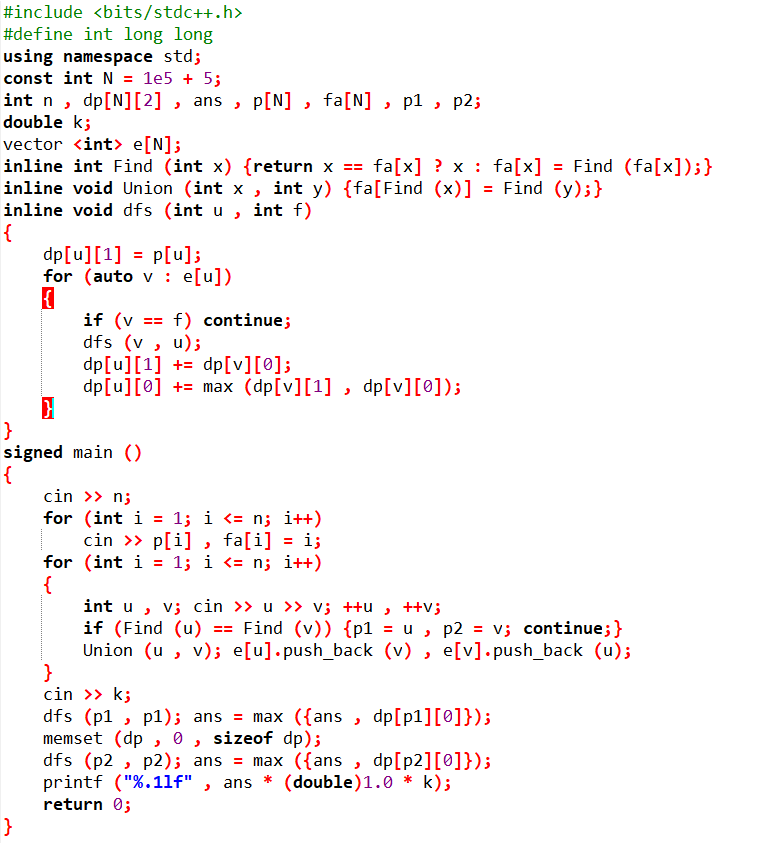 #include <bits/stdc++.h>
#define int long long
using namespace std;
const int N = 1e5 + 5;
int n , dp[N][2] , ans , p[N] , fa[N] , p1 , p2;
double k;
vector <int> e[N];
inline int Find (int x) {return x == fa[x] ? x : fa[x] = Find (fa[x]);}
inline void Union (int x , int y) {fa[Find (x)] = Find (y);}
inline void dfs (int u , int f)
{
    dp[u][1] = p[u];
    for (auto v : e[u])
    {
        if (v == f) continue;
        dfs (v , u);
        dp[u][1] += dp[v][0];
        dp[u][0] += max (dp[v][1] , dp[v][0]);
    }
}
signed main ()
{
    cin >> n;
    for (int i = 1; i <= n; i++)
        cin >> p[i] , fa[i] = i;
    for (int i = 1; i <= n; i++)
    {
        int u , v; cin >> u >> v; ++u , ++v;
        if (Find (u) == Find (v)) {p1 = u , p2 = v; continue;}
        Union (u , v); e[u].push_back (v) , e[v].push_back (u);
    }
    cin >> k;
    dfs (p1 , p1); ans = max ({ans , dp[p1][0]});
    memset (dp , 0 , sizeof dp);
    dfs (p2 , p2); ans = max ({ans , dp[p2][0]});
    printf ("%.1lf" , ans * (double)1.0 * k);
    return 0;
}